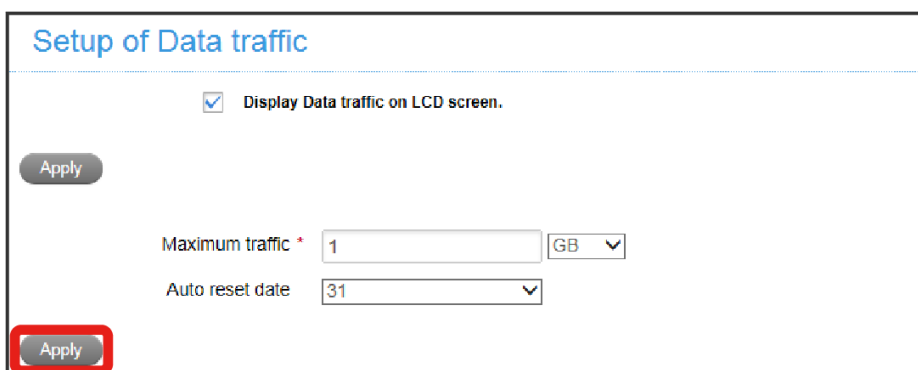 Setup of Data traffic
Display Data traffic on LCD screen.
Apply
Maximum traffic * 1 GB
Auto reset date 31
Apply